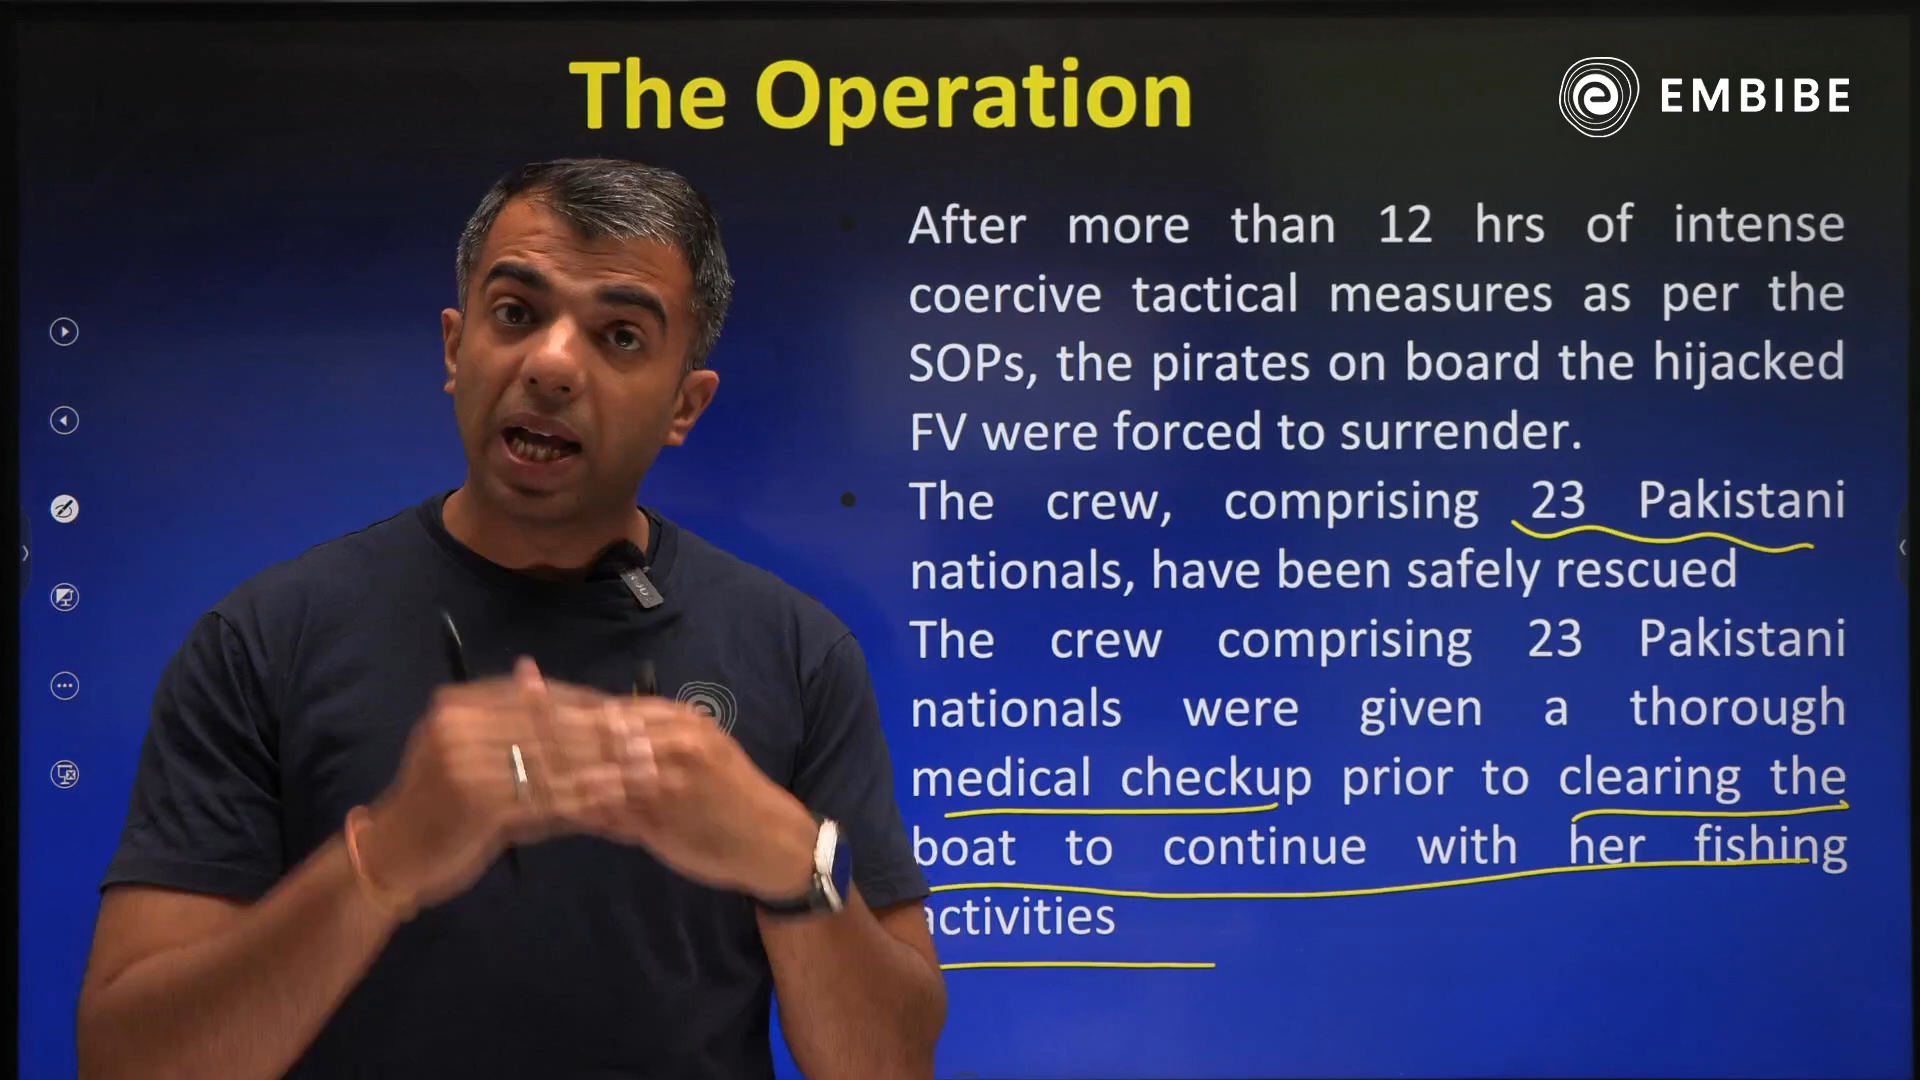 The Operation
EMBIBE
After more than 12 hrs of intense
coercive tactical measures as per the
SOPs, the pirates on board the hijacked
FV were forced to surrender.
The crew, comprising 23 Pakistani
nationals, have been safely rescued
The crew comprising 23 Pakistani
nationals were given a thorough
medical checkup prior to clearing the
boat to continue with her fishing
activities